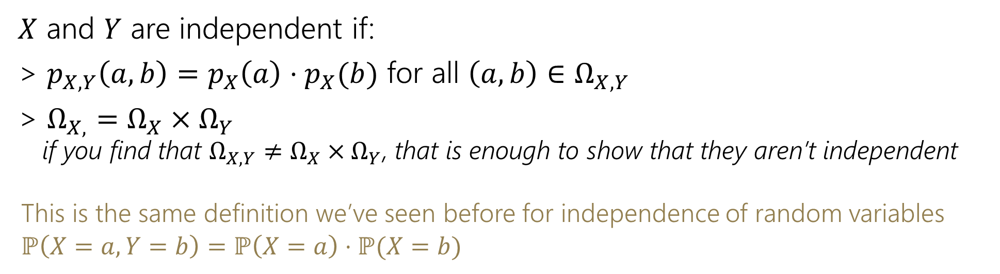 X and Y are independent if:
> p_{X,Y}(a, b) = p_X(a) · p_X(b) for all (a, b) ∈ Ω_{X,Y}
> Ω_{X,} = Ω_X × Ω_Y
if you find that Ω_{X,Y} ≠ Ω_X × Ω_Y, that is enough to show that they aren't independent
This is the same definition we've seen before for independence of random variables
ℙ(X = a, Y = b) = ℙ(X = a) · ℙ(X = b)